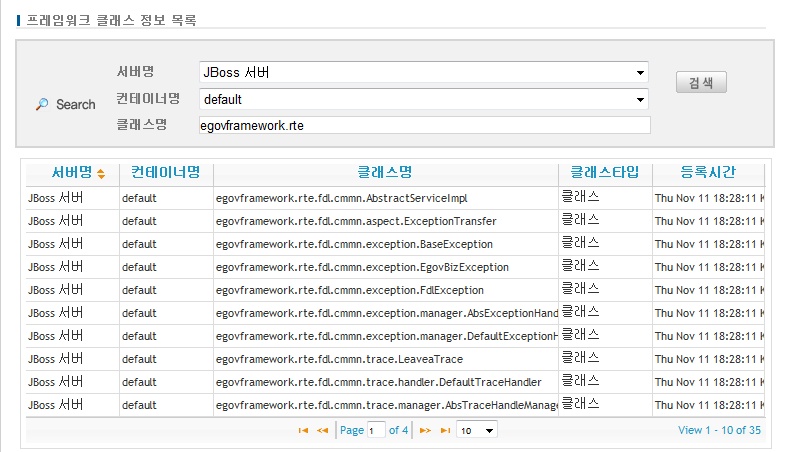 프레임워크 클래스 정보 목록
서버명 JBoss 서버
컨테이너명 default
클래스명 egovframework.rte
Search
검색
서버명 컨테이너명 클래스명 클래스타입 등록시간
JBoss 서버 default egovframework.rte.fdl.cmmn.AbstractServiceImpl 클래스 Thu Nov 11 18:28:11 K
JBoss 서버 default egovframework.rte.fdl.cmmn.aspect.ExceptionTransfer 클래스 Thu Nov 11 18:28:11 K
JBoss 서버 default egovframework.rte.fdl.cmmn.exception.BaseException 클래스 Thu Nov 11 18:28:11 K
JBoss 서버 default egovframework.rte.fdl.cmmn.exception.EgovBizException 클래스 Thu Nov 11 18:28:11 K
JBoss 서버 default egovframework.rte.fdl.cmmn.exception.FdlException 클래스 Thu Nov 11 18:28:11 K
JBoss 서버 default egovframework.rte.fdl.cmmn.exception.manager.AbsExceptionHand 클래스 Thu Nov 11 18:28:11 K
JBoss 서버 default egovframework.rte.fdl.cmmn.exception.manager.DefaultExceptionH 클래스 Thu Nov 11 18:28:11 K
JBoss 서버 default egovframework.rte.fdl.cmmn.trace.LeaveaTrace 클래스 Thu Nov 11 18:28:11 K
JBoss 서버 default egovframework.rte.fdl.cmmn.trace.handler.DefaultTraceHandler 클래스 Thu Nov 11 18:28:11 K
JBoss 서버 default egovframework.rte.fdl.cmmn.trace.manager.AbsTraceHandleManage 클래스 Thu Nov 11 18:28:11 K
Page 1 of 4 10 View 1 - 10 of 35